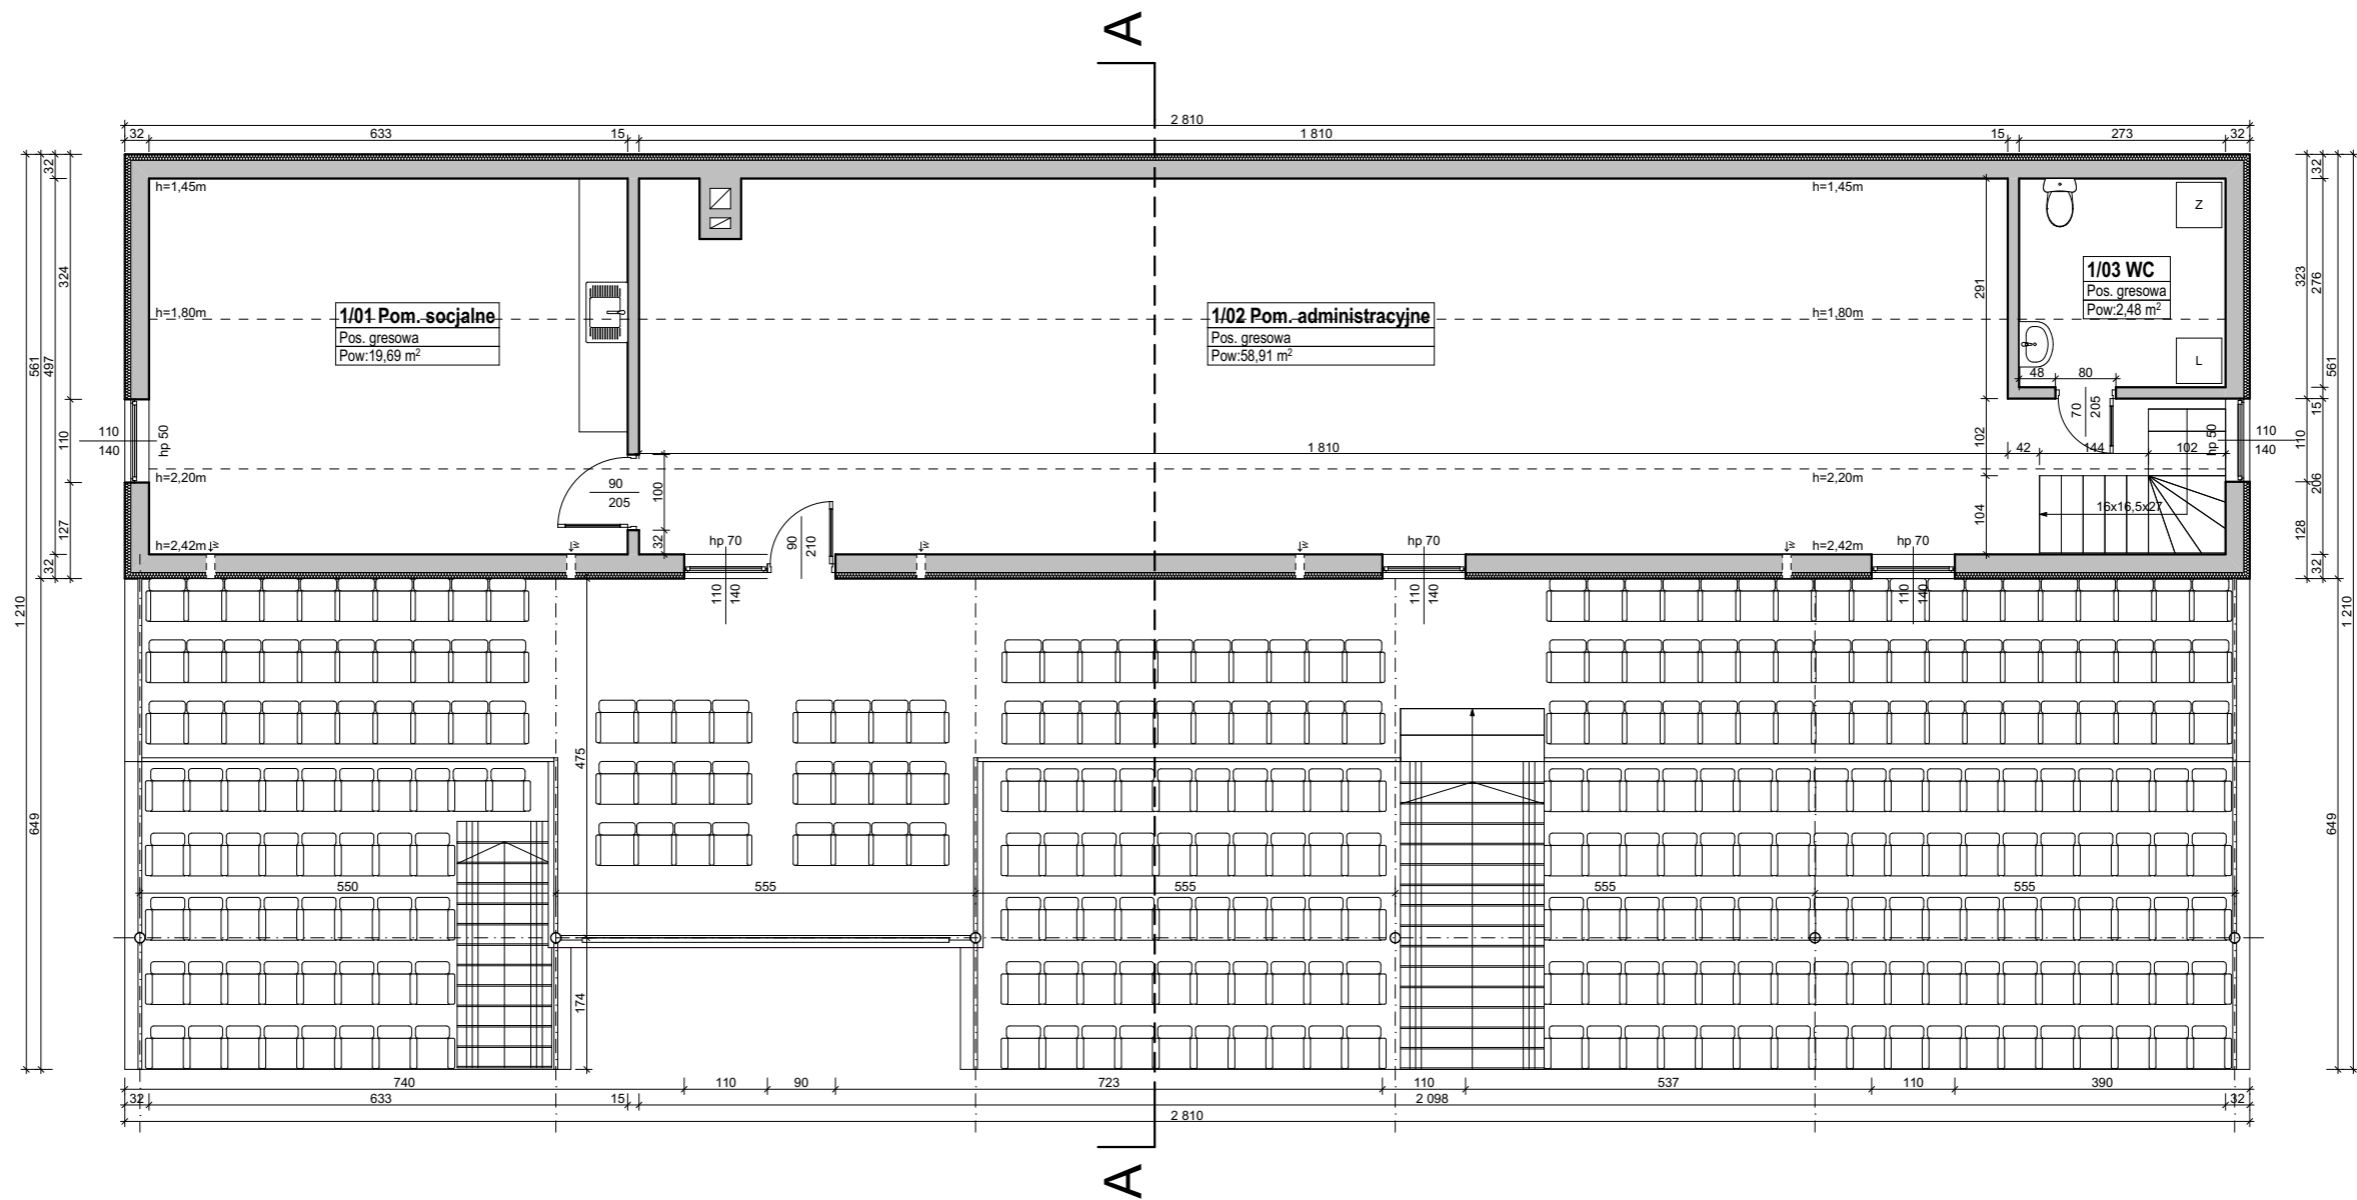 A
2 810
32 633 15 1 810 15 273 32
32
32
h=1,45m
h=1,45m
Z
324
291
323
276
1/03 WC
Pos. gresowa
Pow:2,48 m²
h=1,80m
1/01 Pom. socjalne
Pos. gresowa
Pow:19,69 m²
1/02 Pom. administracyjne
Pos. gresowa
Pow:58,91 m²
h=1,80m
561
497
L
561
48 80
70
205
15
110
140
hp 50
110
1 810
102
42 144 102
hp 50
110
140
110
h=2,20m
90
205
100
h=2,20m
206
16x16,5x27
127
104
128
h=2,42m
w
w
32
hp 70
90
210
w
w
hp 70
h=2,42m
w
hp 70
32
32
110
140
110
140
110
140
1 210
1 210
475
649
649
550 555 555 555 555
174
740 110 90 723 110 537 110 390
32 633 15 2 098 32
2 810
A